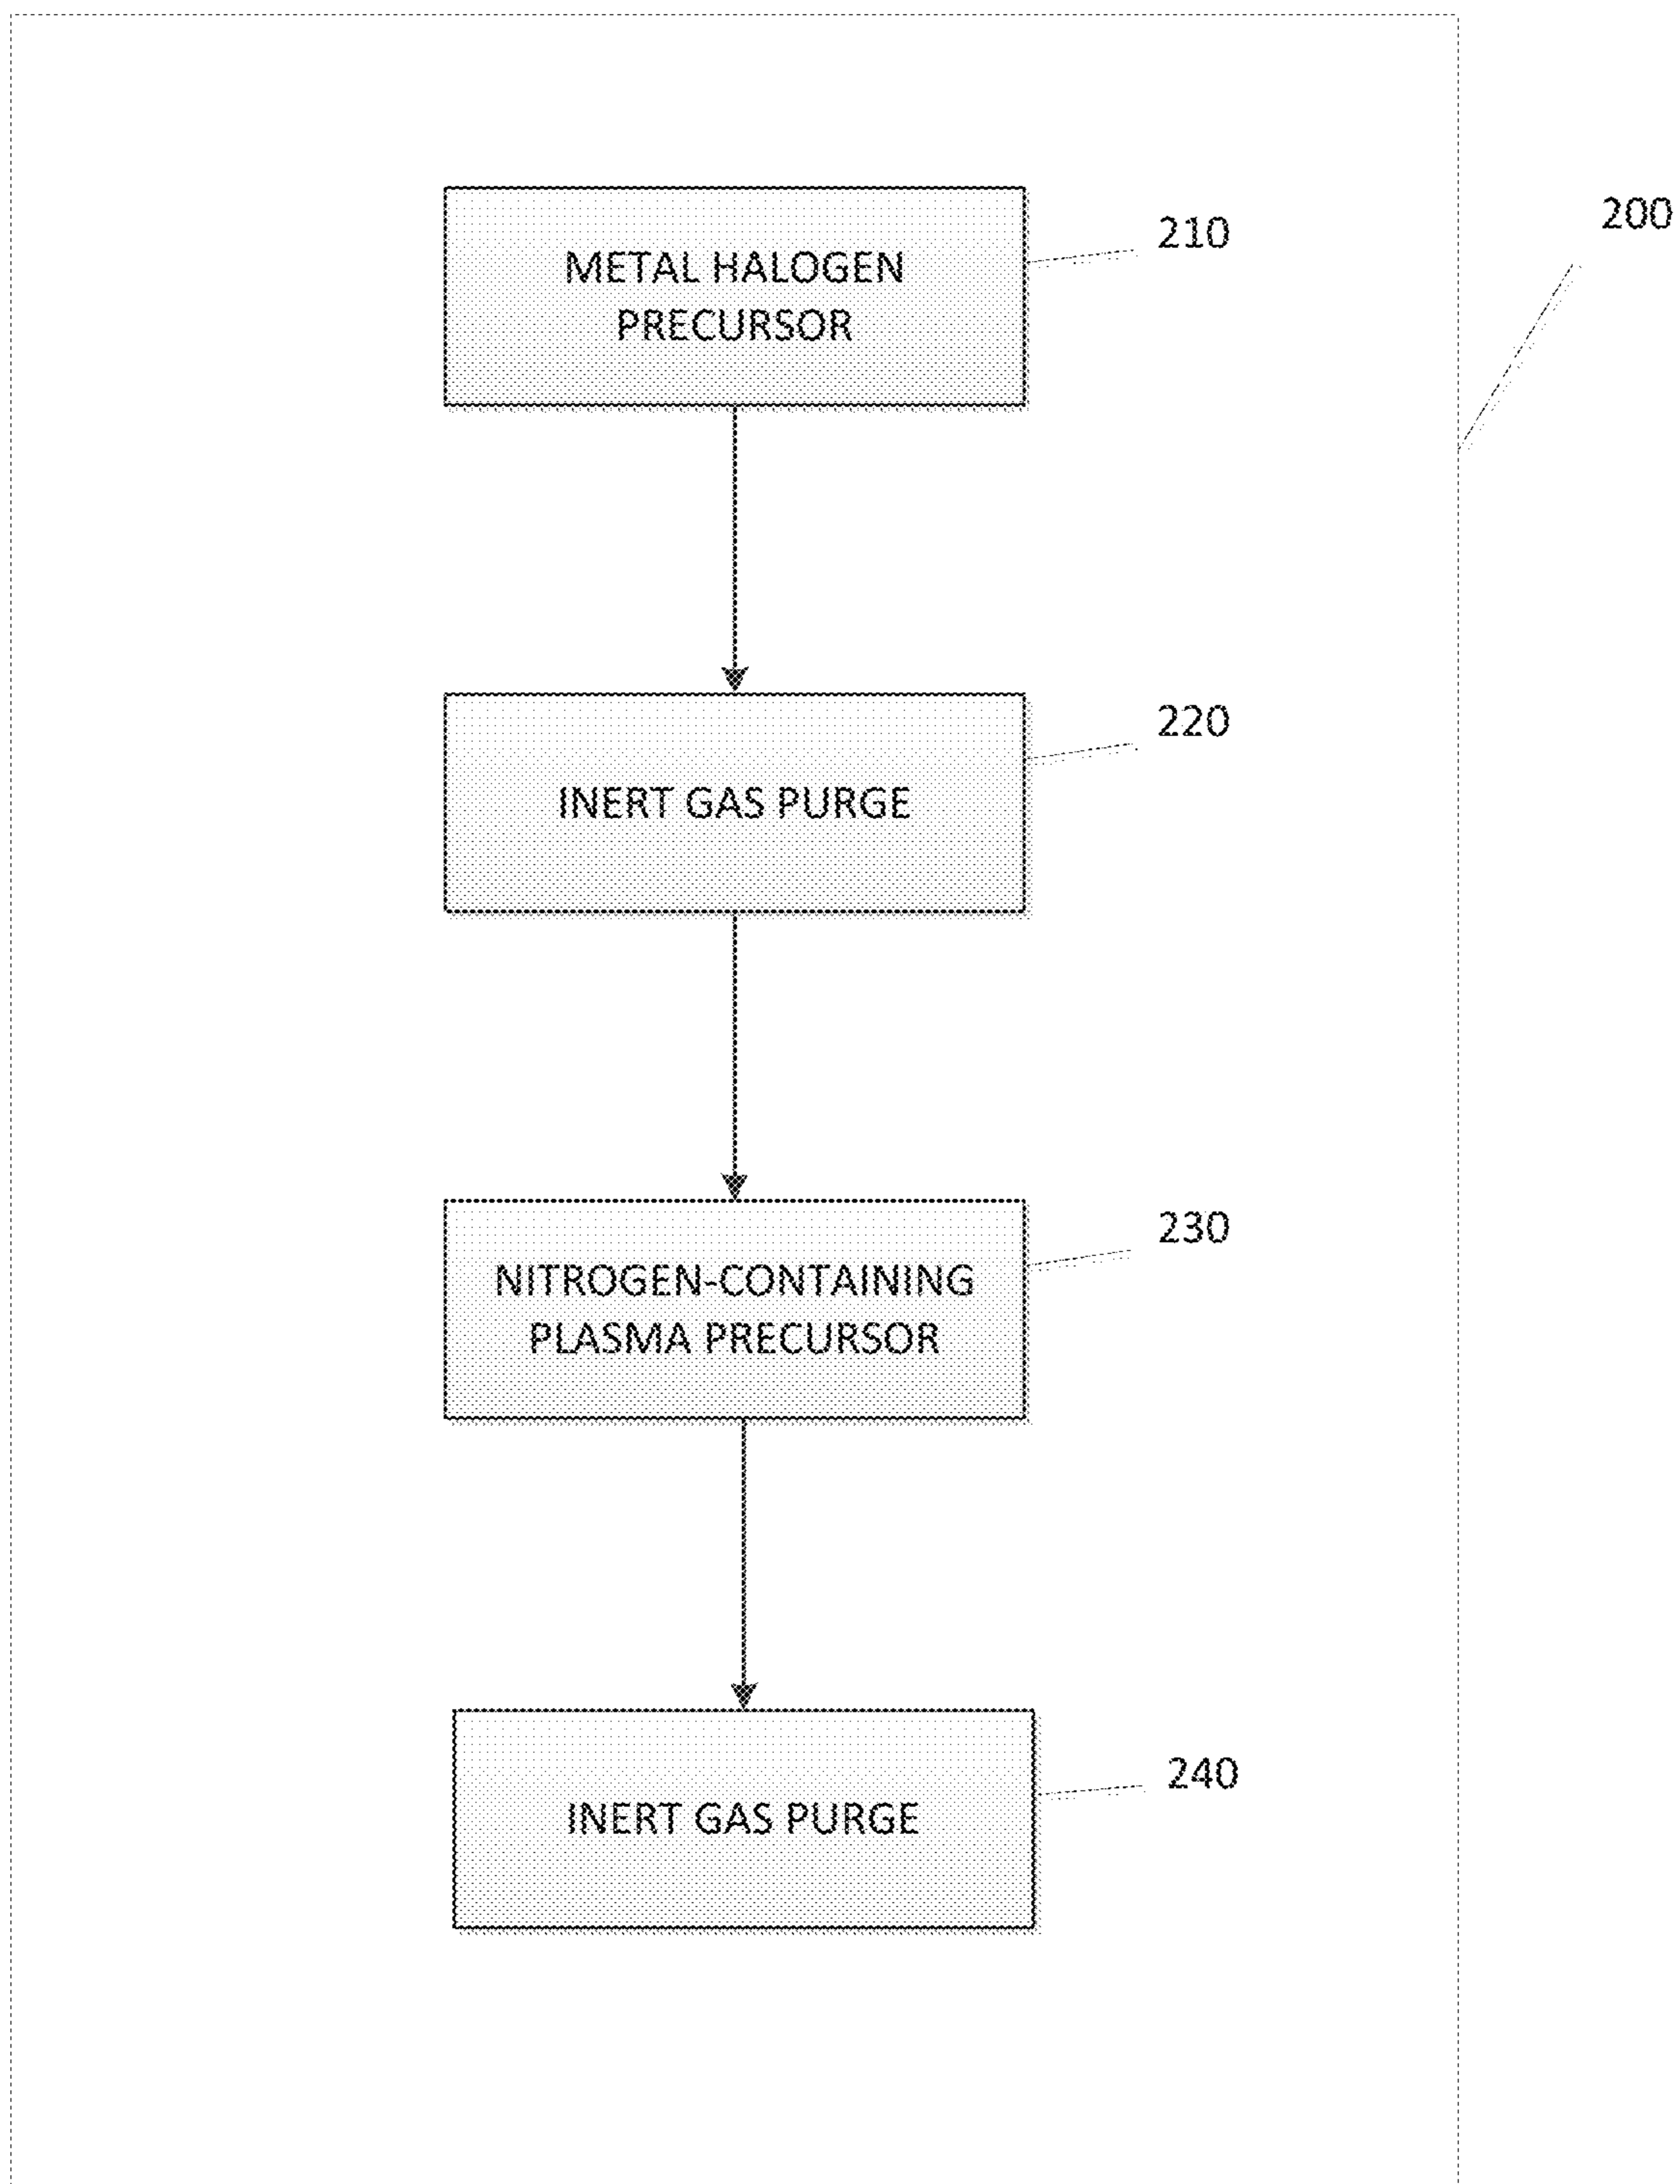 200
210
METAL HALOGEN
PRECURSOR
220
INERT GAS PURGE
230
NITROGEN-CONTAINING
PLASMA PRECURSOR
240
INERT GAS PURGE